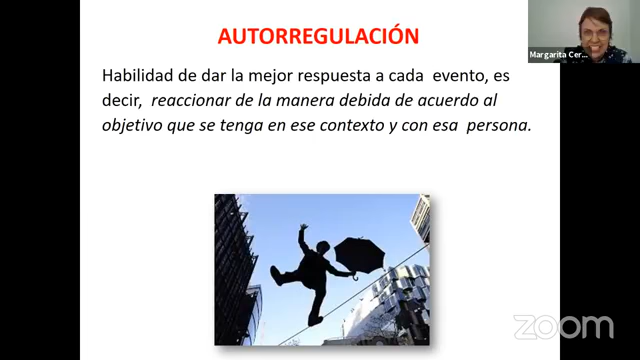 AUTORREGULACIÓN
Habilidad de dar la mejor respuesta a cada evento, es
decir, reaccionar de la manera debida de acuerdo al
objetivo que se tenga en ese contexto y con esa persona.
Margarita Cer...
zoom